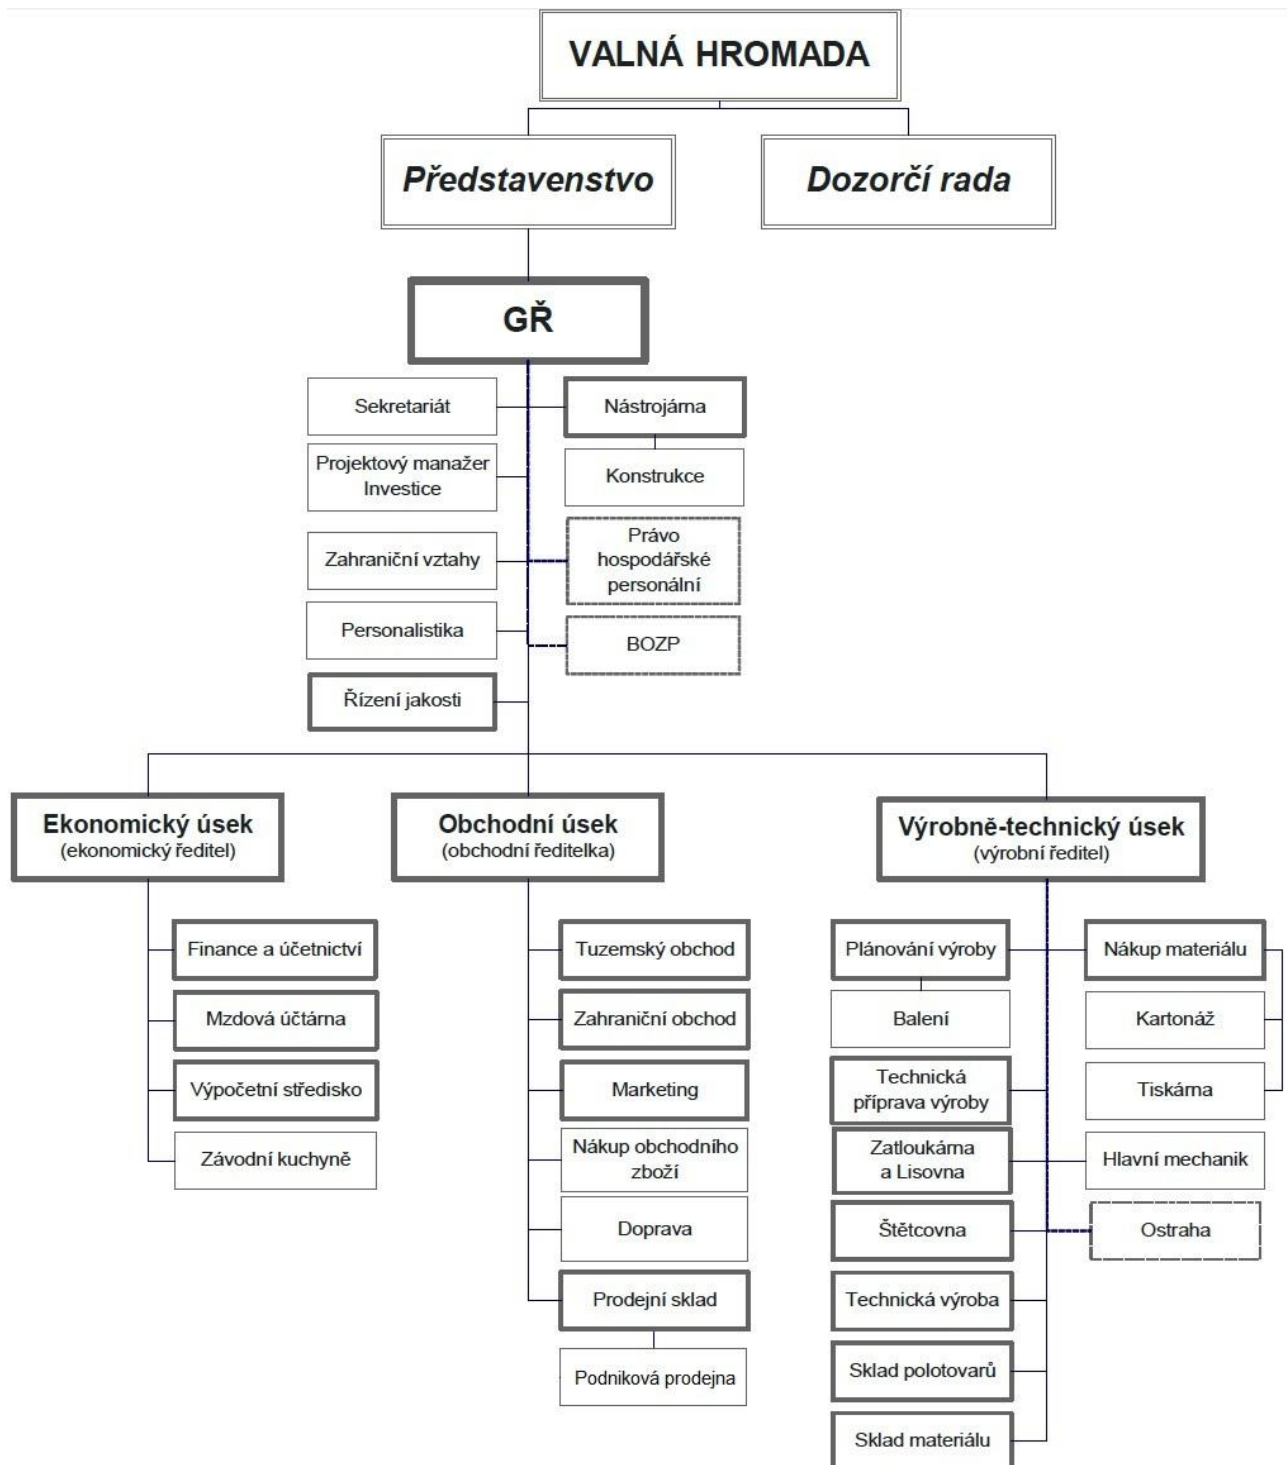 VALNÁ HROMADA
Představenstvo
Dozorčí rada
GŘ
Sekretariát
Nástrojárna
Projektový manažer
Investice
Konstrukce
Zahraniční vztahy
Právo
hospodářské
personální
Personalistika
BOZP
Řízení jakosti
Ekonomický úsek
(ekonomický ředitel)
Obchodní úsek
(obchodní ředitelka)
Výrobně-technický úsek
(výrobní ředitel)
Finance a účetnictví
Mzdová účtárna
Výpočetní středisko
Závodní kuchyně
Tuzemský obchod
Zahraniční obchod
Marketing
Nákup obchodního
zboží
Doprava
Prodejní sklad
Podniková prodejna
Plánování výroby
Balení
Technická
příprava výroby
Zatloukárna
a Lisovna
Štětcovna
Technická výroba
Sklad polotovarů
Sklad materiálu
Nákup materiálu
Kartonáž
Tiskárna
Hlavní mechanik
Ostraha